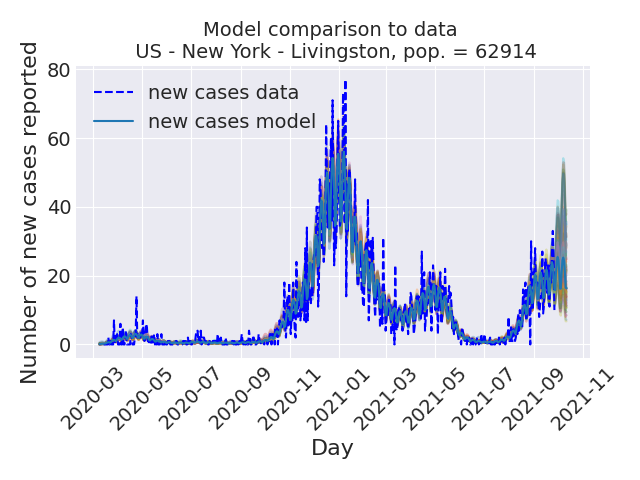 Model comparison to data
US - New York - Livingston, pop. = 62914
Number of new cases reported
80
60
40
20
0
new cases data
new cases model
2020-03
2020-05
2020-07
2020-09
2020-11
2021-01
2021-03
2021-05
2021-07
2021-09
2021-11
Day